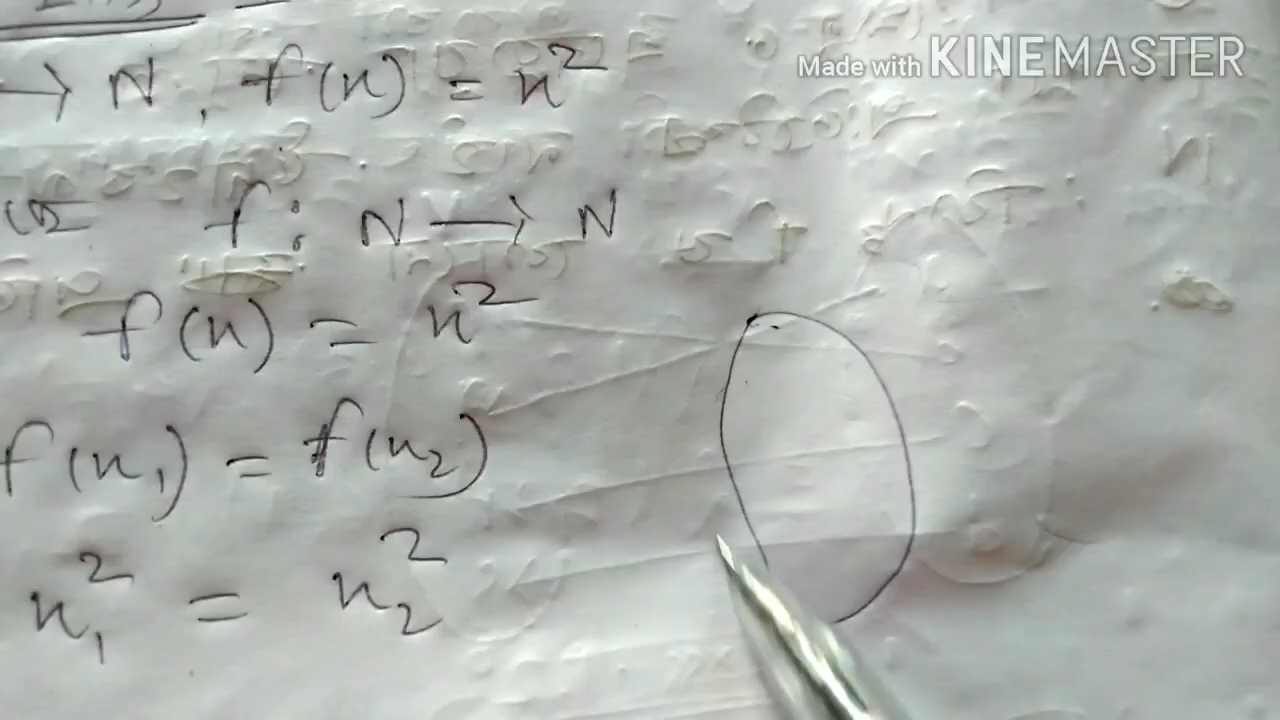 Made with KINEMASTER
→ N, f(x) = x²
f : N → N
f(x) = x²
f(x₁) = f(x₂)
x₁² = x₂²